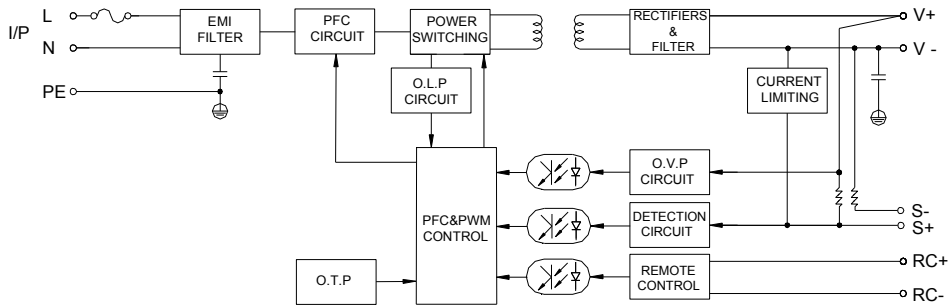 I/P
L
N
PE
EMI
FILTER
PFC
CIRCUIT
POWER
SWITCHING
O.L.P
CIRCUIT
RECTIFIERS
&
FILTER
V+
V -
CURRENT
LIMITING
PFC&PWM
CONTROL
O.V.P
CIRCUIT
DETECTION
CIRCUIT
S-
S+
O.T.P
REMOTE
CONTROL
RC+
RC-